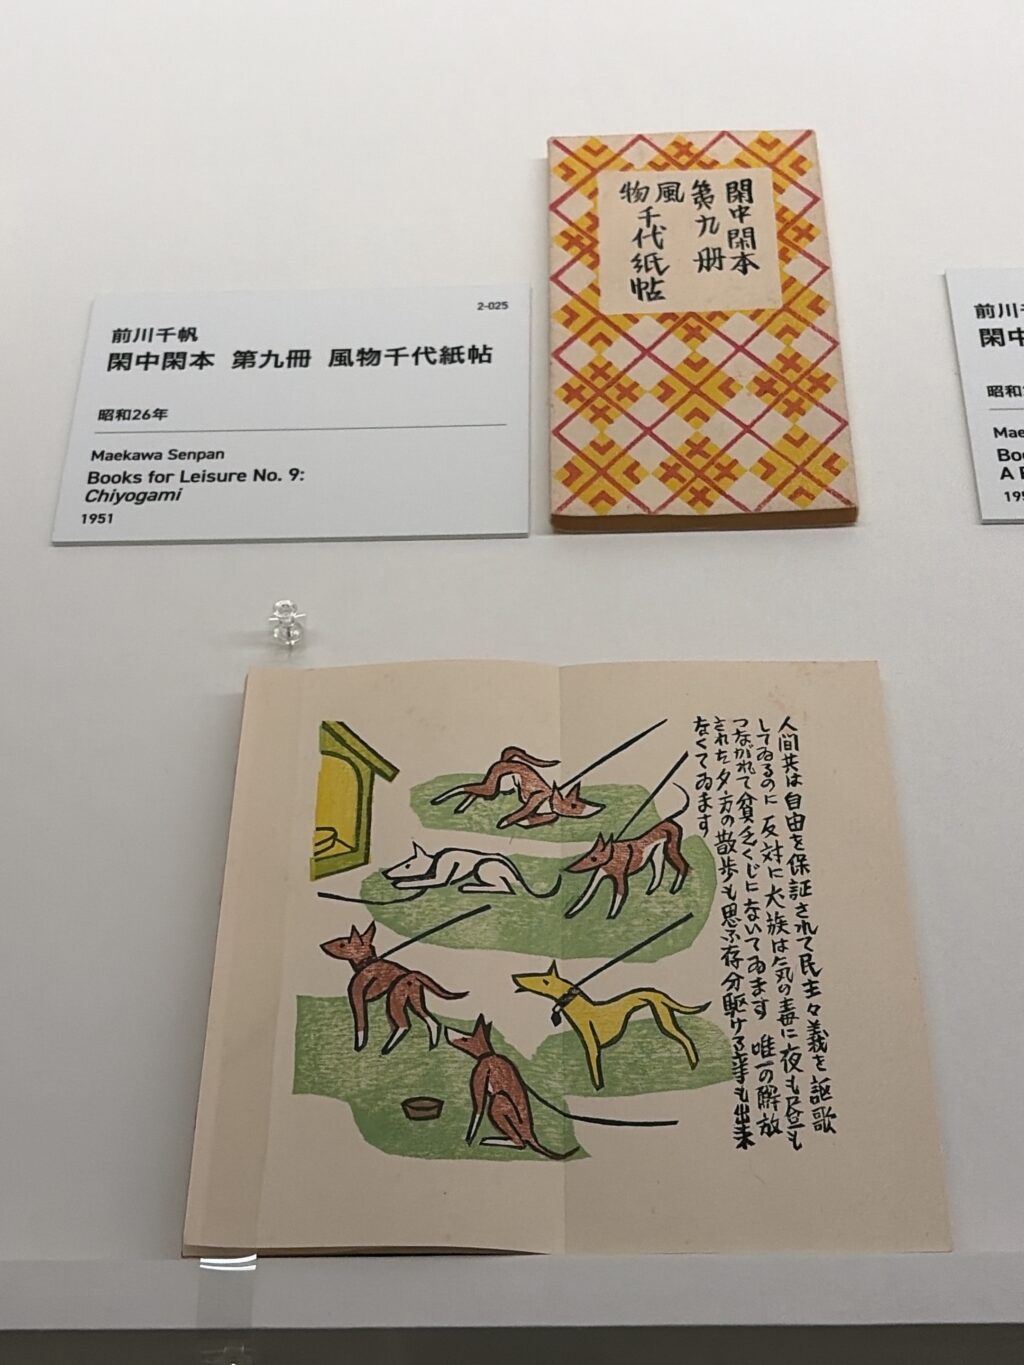 2-025
前川千帆
閑中閑本 第九冊 風物千代紙帖
昭和26年
Maekawa Senpan
Books for Leisure No. 9:
Chiyogami
1951
閑中閑本
第九冊
風物
千代紙帖
前川
閑中
昭和
Mae
Boo
195
人間共は自由を保証されて民主々義を謳歌
してゐるのに反対に犬族は気の毒に夜も昼も
つながれて貧乏くじにないてゐます 唯一の解放
された夕方の散歩も思ふ存分駆ける事も出来
なくてゐます